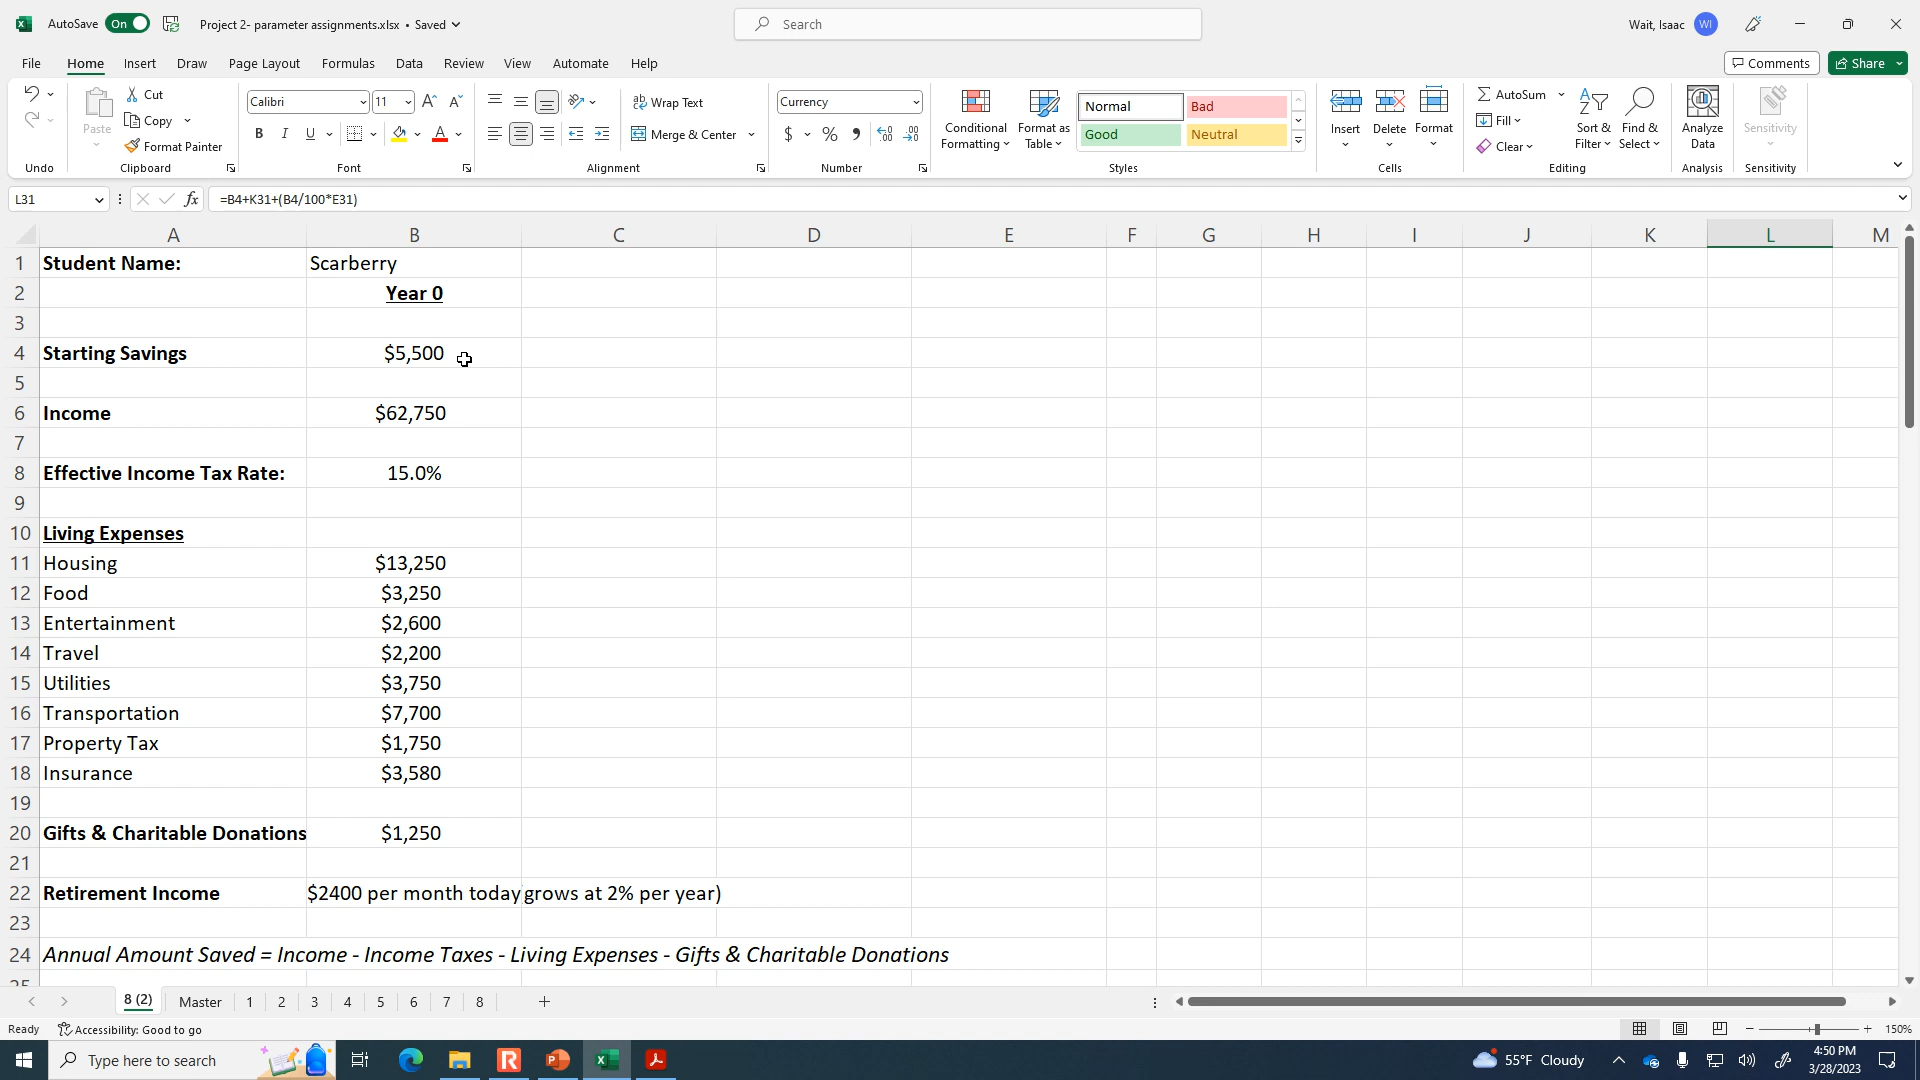 AutoSave On Project 2- parameter assignments.xlsx • Saved Search Wait, Isaac WI
File Home Insert Draw Page Layout Formulas Data Review View Automate Help Comments Share
Paste Cut Copy Format Painter
Calibri 11 B I U A A A
ab Wrap Text Merge & Center
Currency $ % 9
Conditional Formatting Format as Table
Normal Bad Good Neutral
Insert Delete Format
AutoSum Fill Clear Sort & Filter Find & Select
Analyze Data Sensitivity
Undo Clipboard Font Alignment Number Styles Cells Editing Analysis Sensitivity
L31 fx =B4+K31+(B4/100*E31)
A B C D E F G H I J K L M
1 Student Name: Scarberry
2 Year 0
3
4 Starting Savings $5,500
5
6 Income $62,750
7
8 Effective Income Tax Rate: 15.0%
9
10 Living Expenses
11 Housing $13,250
12 Food $3,250
13 Entertainment $2,600
14 Travel $2,200
15 Utilities $3,750
16 Transportation $7,700
17 Property Tax $1,750
18 Insurance $3,580
19
20 Gifts & Charitable Donations $1,250
21
22 Retirement Income $2400 per month today grows at 2% per year)
23
24 Annual Amount Saved = Income - Income Taxes - Living Expenses - Gifts & Charitable Donations
25
8 (2) Master 1 2 3 4 5 6 7 8
Ready Accessibility: Good to go 150%
Type here to search 55°F Cloudy 4:50 PM
3/28/2023